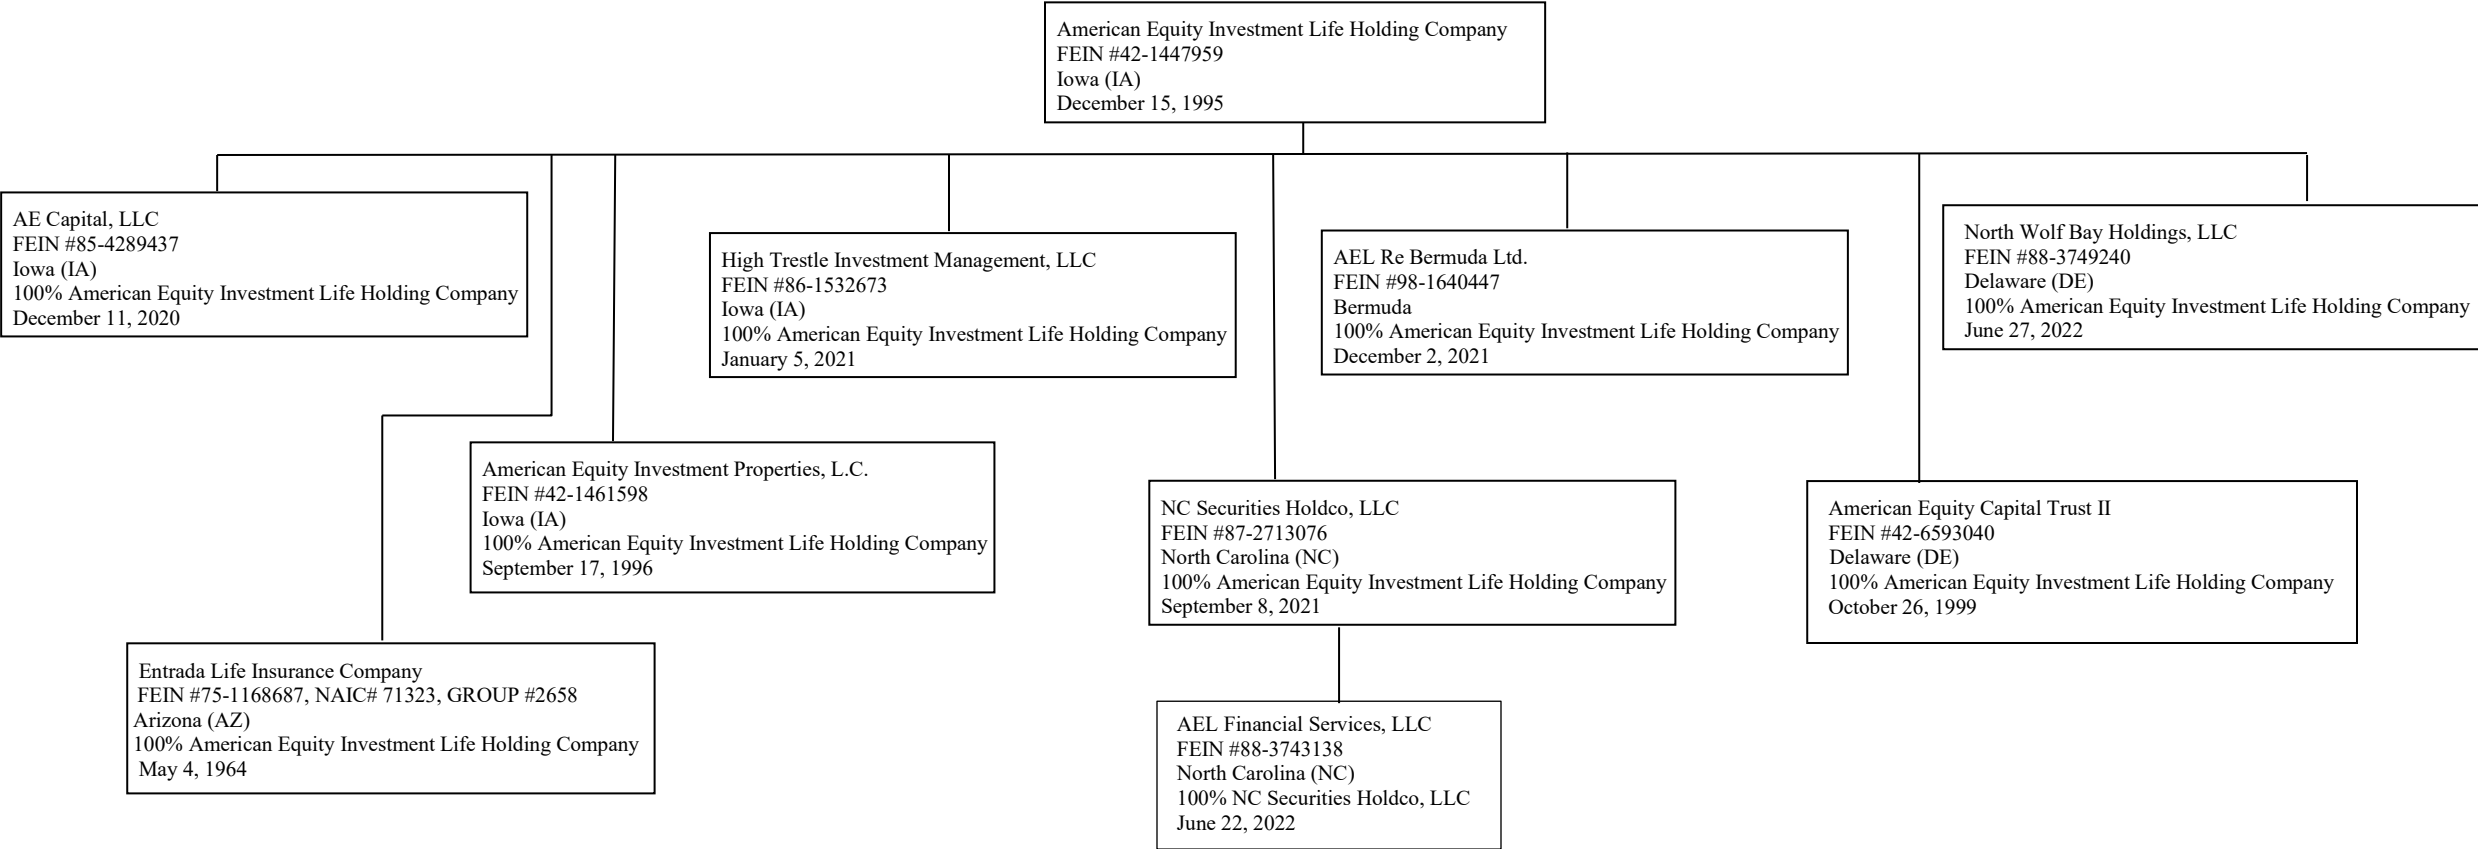 American Equity Investment Life Holding Company
FEIN #42-1447959
Iowa (IA)
December 15, 1995
AE Capital, LLC
FEIN #85-4289437
Iowa (IA)
100% American Equity Investment Life Holding Company
December 11, 2020
High Trestle Investment Management, LLC
FEIN #86-1532673
Iowa (IA)
100% American Equity Investment Life Holding Company
January 5, 2021
AEL Re Bermuda Ltd.
FEIN #98-1640447
Bermuda
100% American Equity Investment Life Holding Company
December 2, 2021
North Wolf Bay Holdings, LLC
FEIN #88-3749240
Delaware (DE)
100% American Equity Investment Life Holding Company
June 27, 2022
American Equity Investment Properties, L.C.
FEIN #42-1461598
Iowa (IA)
100% American Equity Investment Life Holding Company
September 17, 1996
NC Securities Holdco, LLC
FEIN #87-2713076
North Carolina (NC)
100% American Equity Investment Life Holding Company
September 8, 2021
American Equity Capital Trust II
FEIN #42-6593040
Delaware (DE)
100% American Equity Investment Life Holding Company
October 26, 1999
Entrada Life Insurance Company
FEIN #75-1168687, NAIC# 71323, GROUP #2658
Arizona (AZ)
100% American Equity Investment Life Holding Company
May 4, 1964
AEL Financial Services, LLC
FEIN #88-3743138
North Carolina (NC)
100% NC Securities Holdco, LLC
June 22, 2022